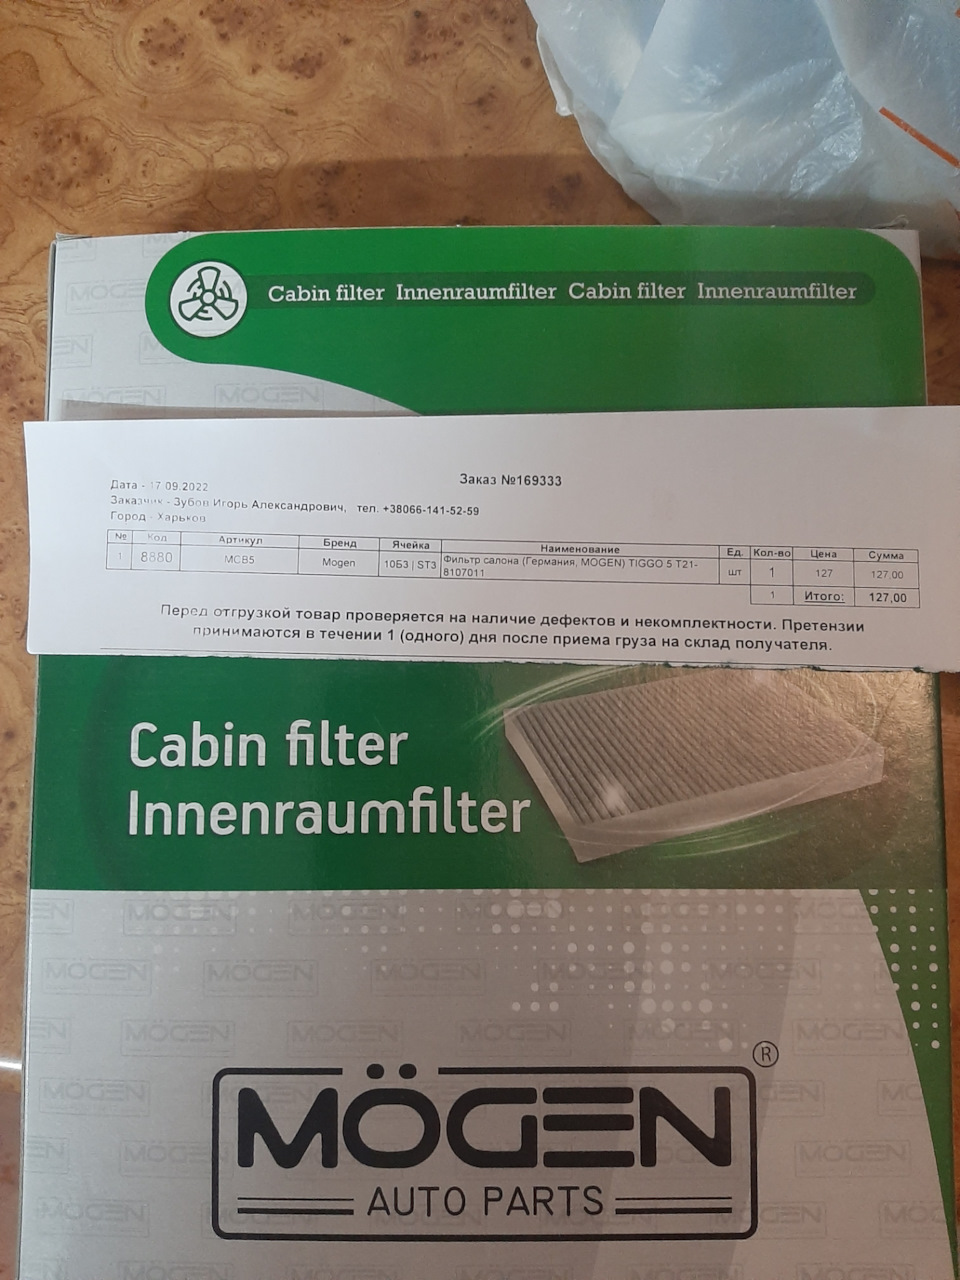 Cabin filter Innenraumfilter Cabin filter Innenraumfilter
Заказ №169333
Дата - 17.09.2022
Заказчик - Зубов Игорь Александрович, тел. +38066-141-52-59
Город - Харьков
№ Код Артикул Бренд Ячейка Наименование Ед. Кол-во Цена Сумма
1 8880 MCB5 Mogen 10Б3 | ST3 Фильтр салона (Германия, MOGEN) TIGGO 5 T21-
8107011 шт 1 127 127,00
1 Итого: 127,00
Перед отгрузкой товар проверяется на наличие дефектов и некомплектности. Претензии
принимаются в течении 1 (одного) дня после приема груза на склад получателя.
Cabin filter
Innenraumfilter
MÖGEN ®
AUTO PARTS